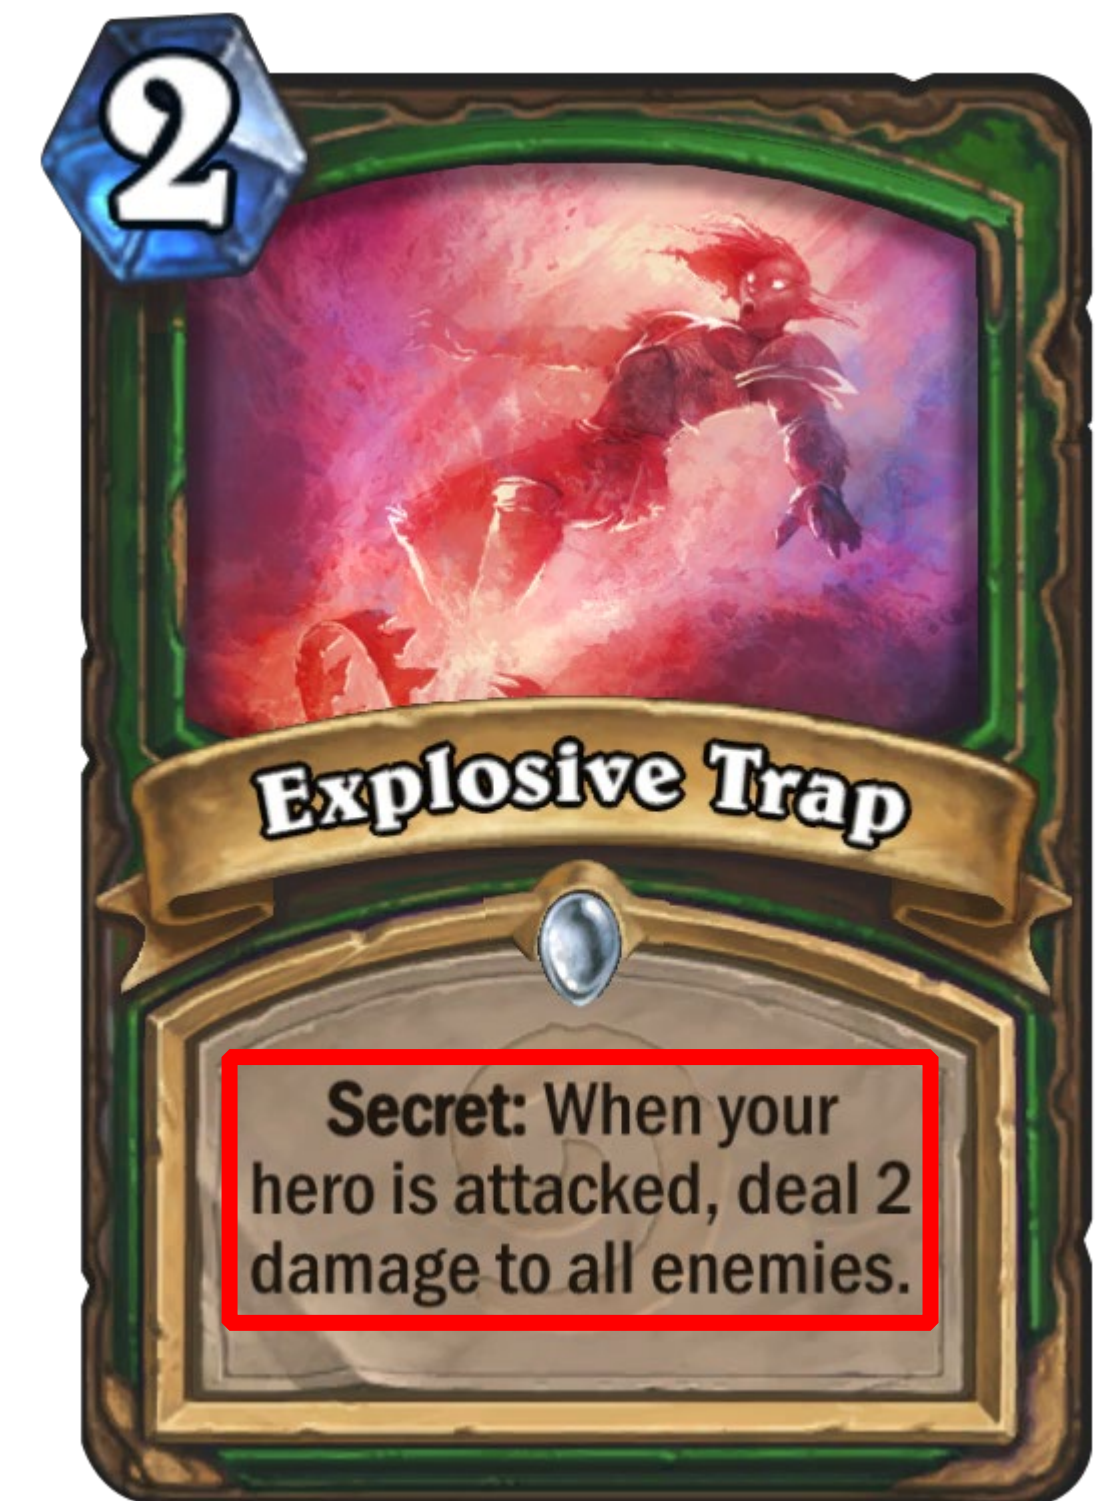 2
Explosive Trap
Secret: When your
hero is attacked, deal 2
damage to all enemies.